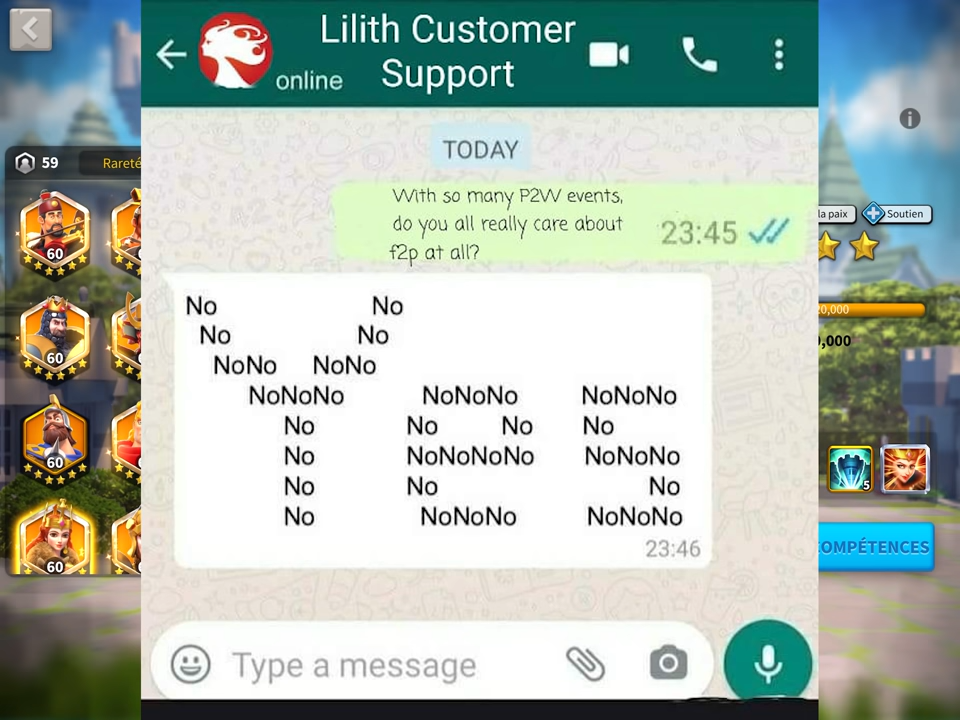 Lilith Customer
Support
online
TODAY
With so many P2W events,
do you all really care about
f2p at all?
23:45
No No
No No
NoNo NoNo
NoNoNo NoNoNo NoNoNo
No No No No
No NoNoNoNo NoNoNo
No No No
No NoNoNo NoNoNo
23:46
Type a message
59
Rareté
60
60
60
60
la paix
Soutien
20,000
0,000
5
COMPÉTENCES